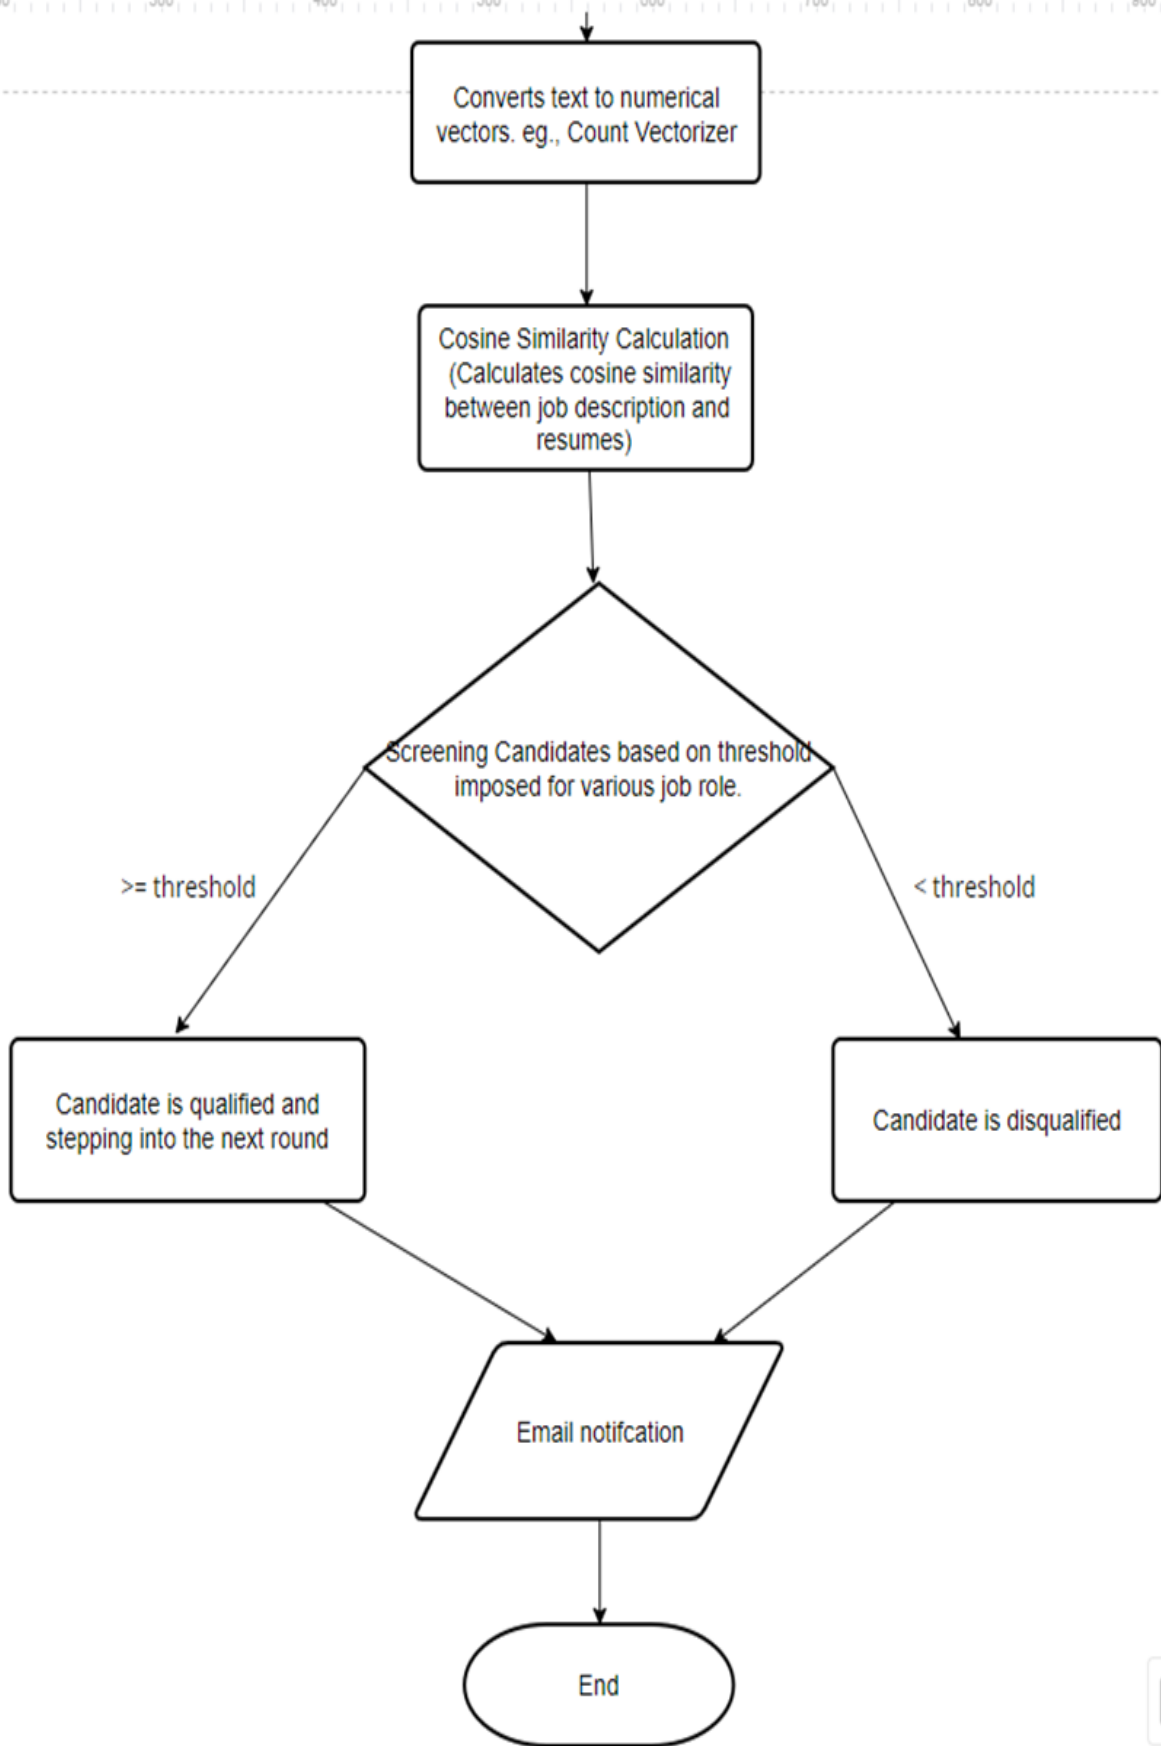 Converts text to numerical
vectors. eg., Count Vectorizer
Cosine Similarity Calculation
(Calculates cosine similarity
between job description and
resumes)
Screening Candidates based on threshold
imposed for various job role.
>= threshold
< threshold
Candidate is qualified and
stepping into the next round
Candidate is disqualified
Email notifcation
End